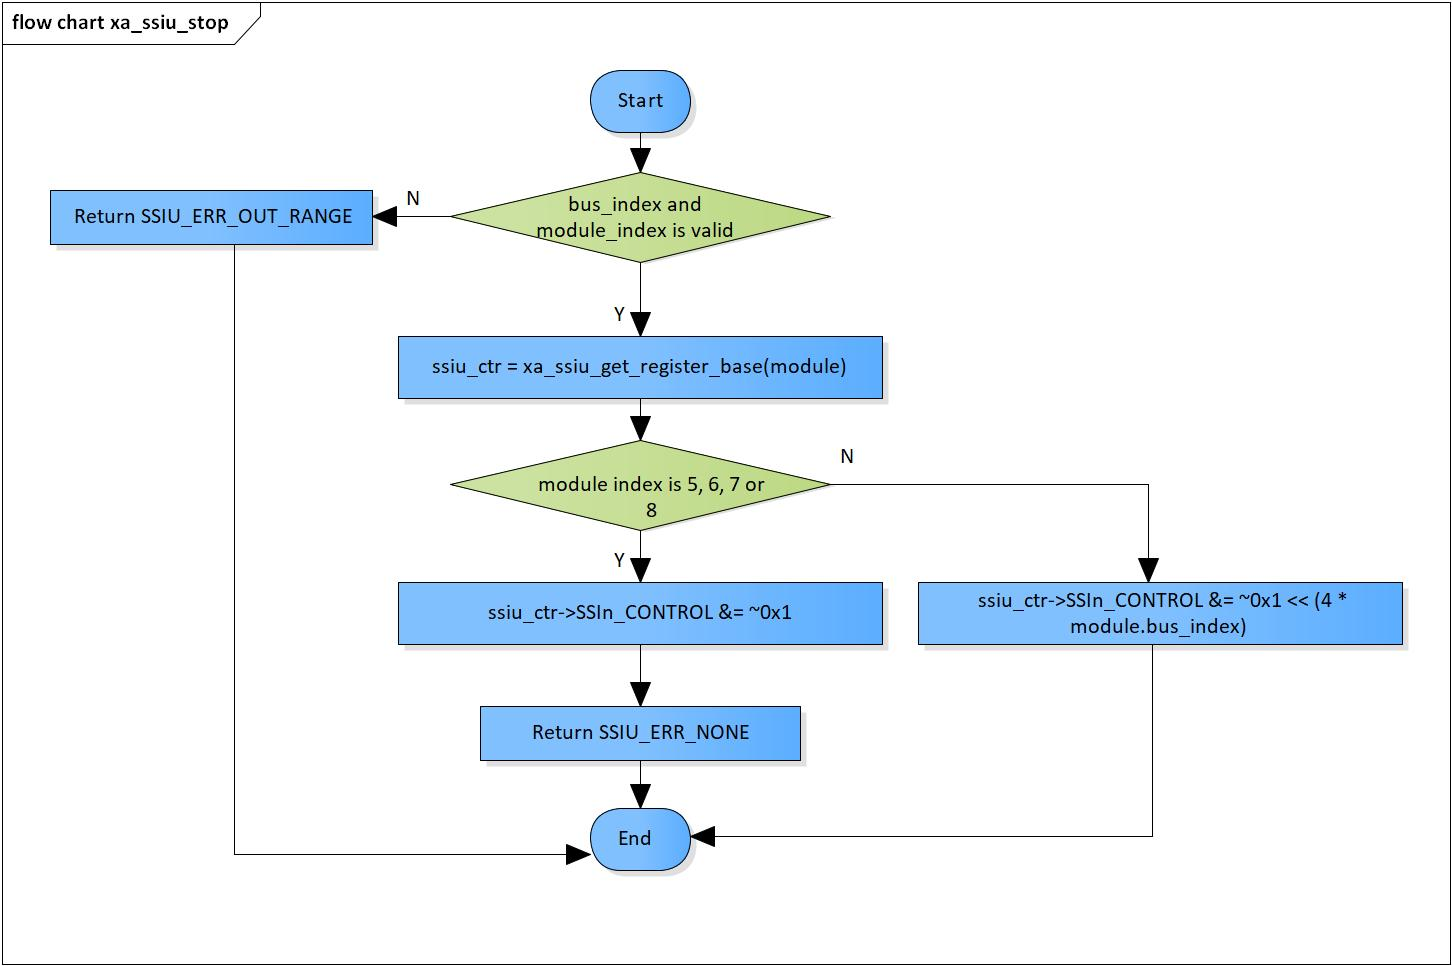 flow chart xa_ssiu_stop
Start
bus_index and
module_index is valid
N
Return SSIU_ERR_OUT_RANGE
Y
ssiu_ctr = xa_ssiu_get_register_base(module)
module index is 5, 6, 7 or
8
N
Y
ssiu_ctr->SSIn_CONTROL &= ~0x1
ssiu_ctr->SSIn_CONTROL &= ~0x1 << (4 *
module.bus_index)
Return SSIU_ERR_NONE
End